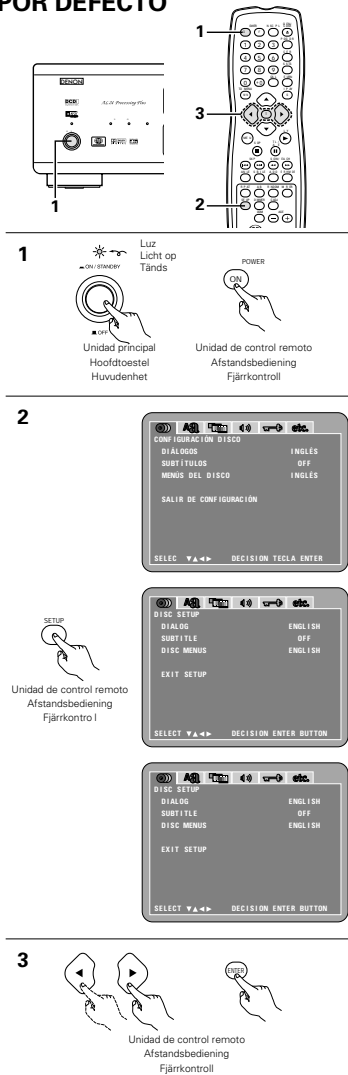 POR DEFECTO
DENON
1
1
3
2
1
Luz
Licht op
Tänds
ON / STANDBY
OFF
Unidad principal
Hoofdtoestel
Huvudenhet
POWER
ON
Unidad de control remoto
Afstandsbediening
Fjärrkontroll
2
etc.
CONFIGURACIÓN DISCO
DIÁLOGOS INGLÉS
SUBTÍTULOS OFF
MENÚS DEL DISCO INGLÉS
SALIR DE CONFIGURACIÓN
SELEC ▼▲◀▶ DECISION TECLA ENTER
SETUP
Unidad de control remoto
Afstandsbediening
Fjärrkontrol l
etc.
DISC SETUP
DIALOG ENGLISH
SUBTITLE OFF
DISC MENUS ENGLISH
EXIT SETUP
SELECT ▼▲◀▶ DECISION ENTER BUTTON
etc.
DISC SETUP
DIALOG ENGLISH
SUBTITLE OFF
DISC MENUS ENGLISH
EXIT SETUP
SELECT ▼▲◀▶ DECISION ENTER BUTTON
3
ENTER
Unidad de control remoto
Afstandsbediening
Fjärrkontroll